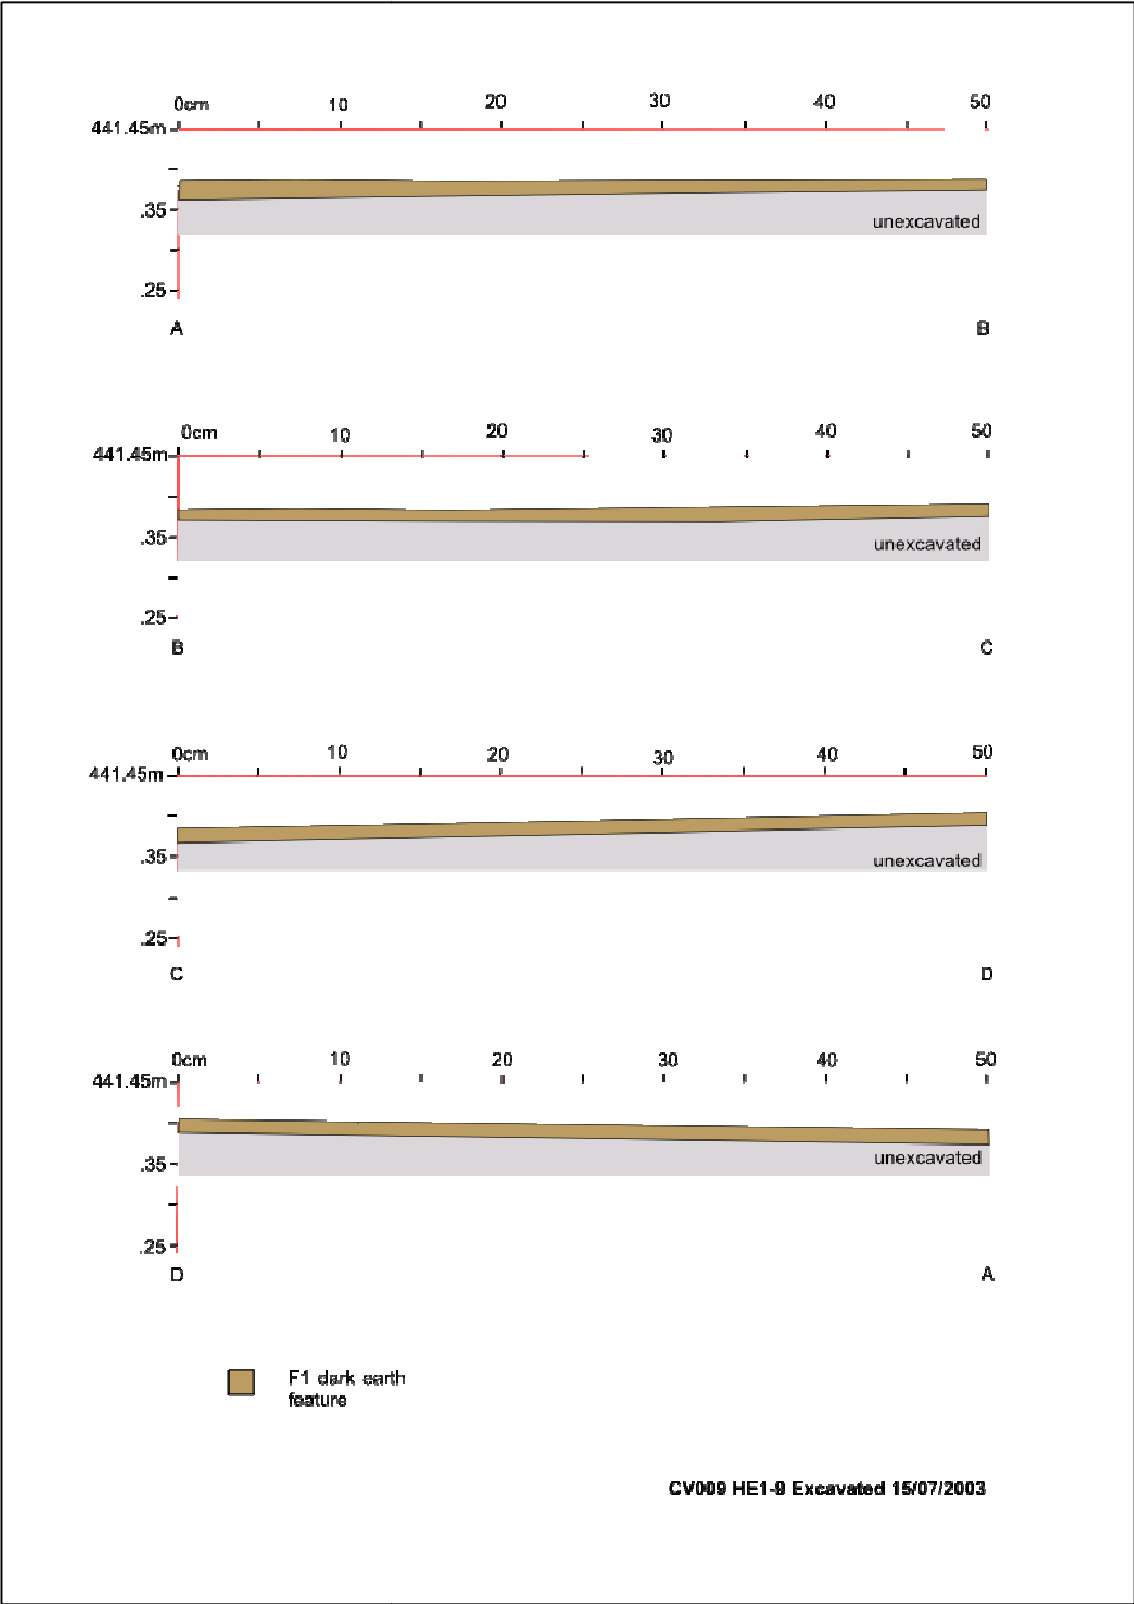 0cm 10 20 30 40 50
441.45m
.35
unexcavated
.25
A B
0cm 10 20 30 40 50
441.45m
.35
unexcavated
.25
B C
0cm 10 20 30 40 50
441.45m
.35
unexcavated
.25
C D
0cm 10 20 30 40 50
441.45m
.35
unexcavated
.25
D A
F1 dark earth
feature
CV009 HE1-9 Excavated 15/07/2003